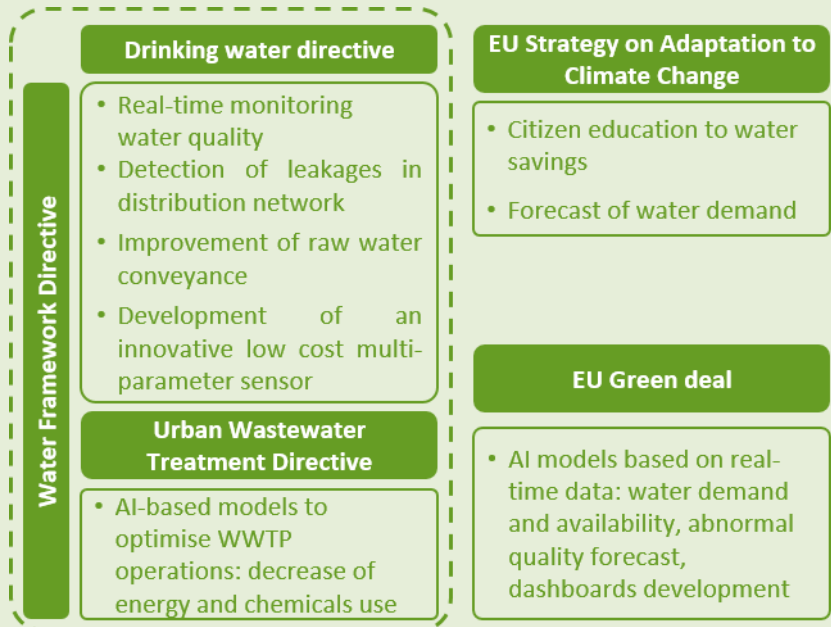 Water Framework Directive
Drinking water directive
• Real-time monitoring
water quality
• Detection of leakages in
distribution network
• Improvement of raw water
conveyance
• Development of an
innovative low cost multi-
parameter sensor
Urban Wastewater
Treatment Directive
• AI-based models to
optimise WWTP
operations: decrease of
energy and chemicals use
EU Strategy on Adaptation to
Climate Change
• Citizen education to water
savings
• Forecast of water demand
EU Green deal
• AI models based on real-
time data: water demand
and availability, abnormal
quality forecast,
dashboards development